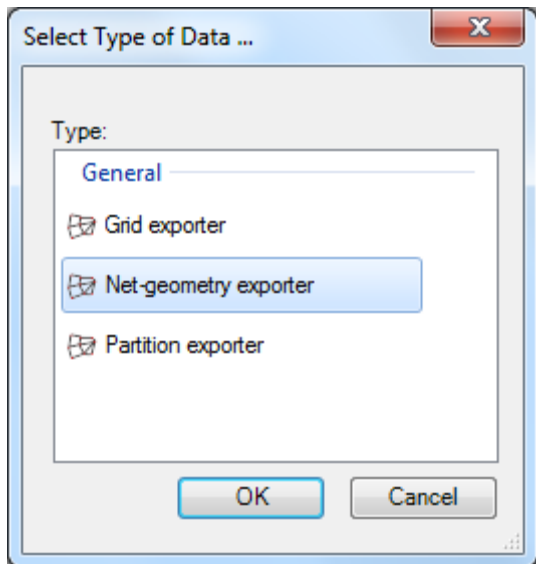 Select Type of Data ...
Type:
General
Grid exporter
Net-geometry exporter
Partition exporter
OK Cancel